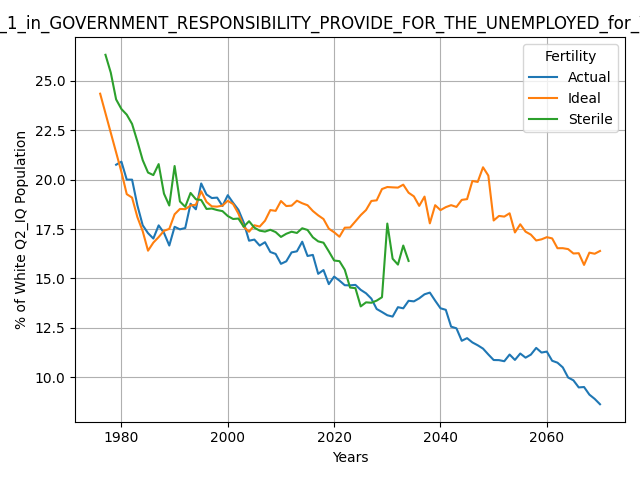 _1_in_GOVERNMENT_RESPONSIBILITY_PROVIDE_FOR_THE_UNEMPLOYED_for_
Fertility
Actual
Ideal
Sterile
% of White Q2_IQ Population
25.0
22.5
20.0
17.5
15.0
12.5
10.0
1980
2000
2020
2040
2060
Years